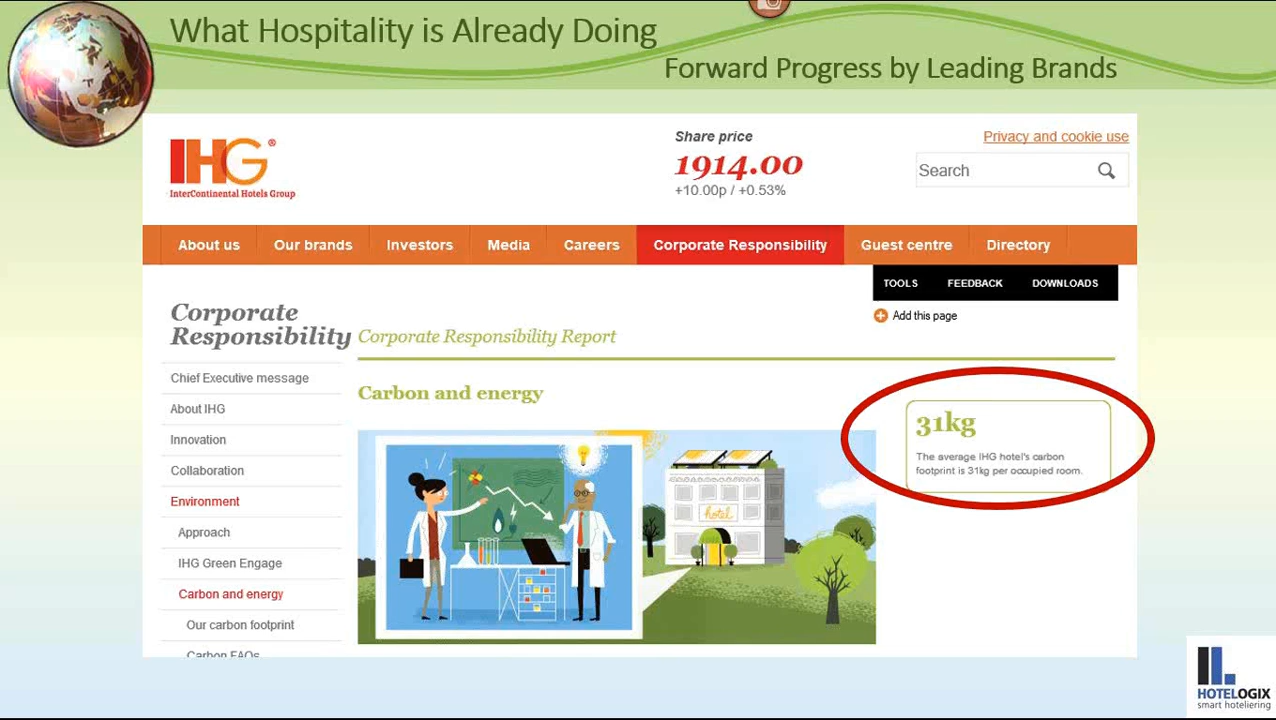 What Hospitality is Already Doing
Forward Progress by Leading Brands
IHG®
InterContinental Hotels Group
Share price
1914.00
+10.00p / +0.53%
Privacy and cookie use
Search
About us
Our brands
Investors
Media
Careers
Corporate Responsibility
Guest centre
Directory
TOOLS
FEEDBACK
DOWNLOADS
Add this page
Corporate
Responsibility
Corporate Responsibility Report
Chief Executive message
About IHG
Innovation
Collaboration
Environment
Approach
IHG Green Engage
Carbon and energy
Our carbon footprint
Carbon FAQs
Carbon and energy
hotel
31kg
The average IHG hotel's carbon
footprint is 31kg per occupied room.
HOTELOGIX
smart hoteliering